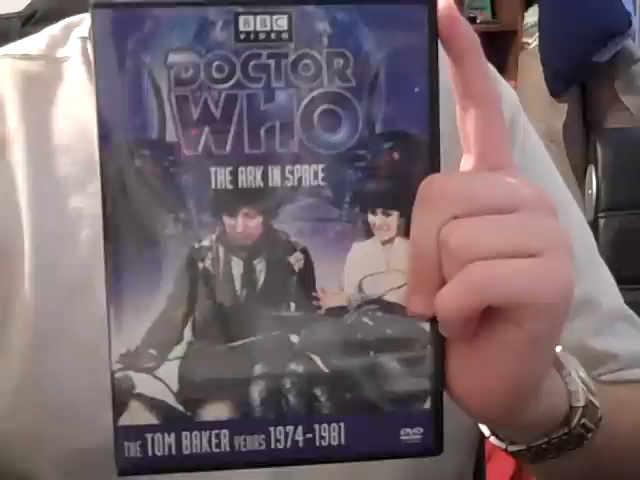 BBC
VIDEO
DOCTOR
WHO
THE ARK IN SPACE
THE TOM BAKER YEARS 1974-1981
DVD